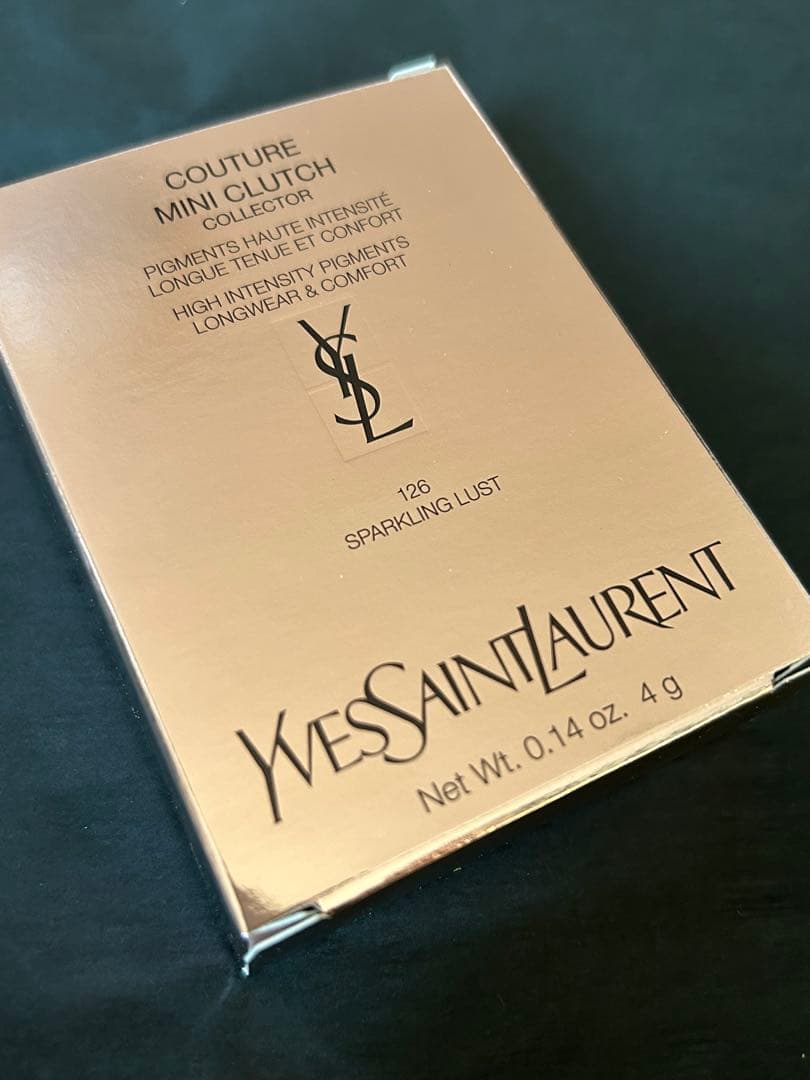 COUTURE
MINI CLUTCH
COLLECTOR
PIGMENTS HAUTE INTENSITÉ
LONGUE TENUE ET CONFORT
HIGH INTENSITY PIGMENTS
LONGWEAR & COMFORT
YSL
126
SPARKLING LUST
YVESSAINTLAURENT
Net Wt. 0.14 oz. 4 g